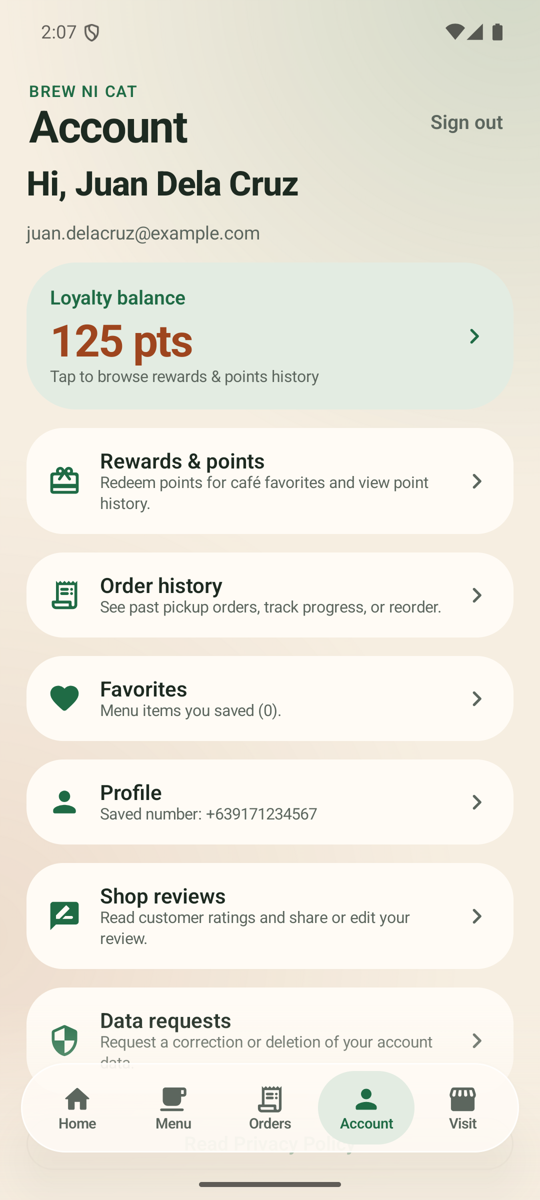 2:07
BREW NI CAT
Account
Sign out
Hi, Juan Dela Cruz
juan.delacruz@example.com
Loyalty balance
125 pts
Tap to browse rewards & points history
Rewards & points
Redeem points for café favorites and view point
history.
Order history
See past pickup orders, track progress, or reorder.
Favorites
Menu items you saved (0).
Profile
Saved number: +639171234567
Shop reviews
Read customer ratings and share or edit your
review.
Data requests
Request a correction or deletion of your account
data.
Home
Menu
Orders
Account
Visit
Read Privacy Policy